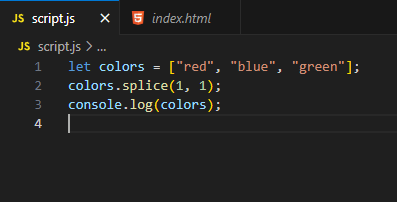 JS script.js × 5 index.html
JS script.js > ...
1 let colors = ["red", "blue", "green"];
2 colors.splice(1, 1);
3 console.log(colors);
4